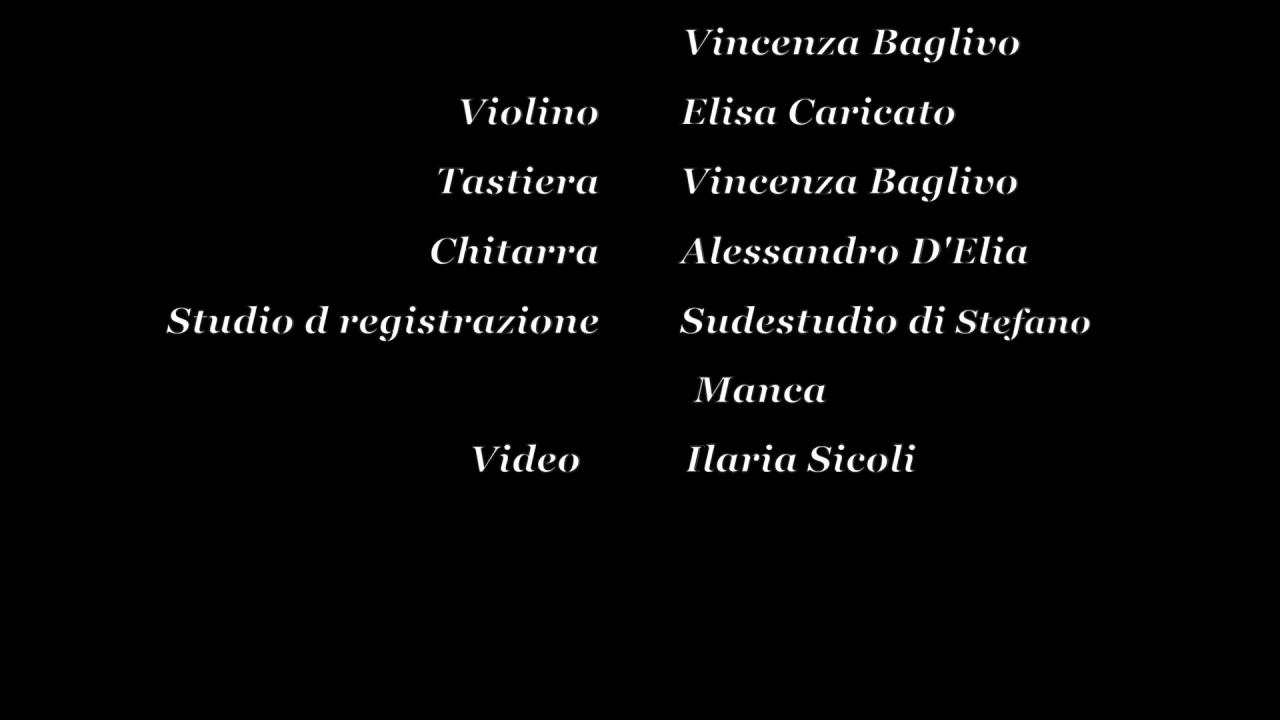 Vincenza Baglivo
Violino Elisa Caricato
Tastiera Vincenza Baglivo
Chitarra Alessandro D'Elia
Studio d registrazione Sudestudio di Stefano
Manca
Video Ilaria Sicoli